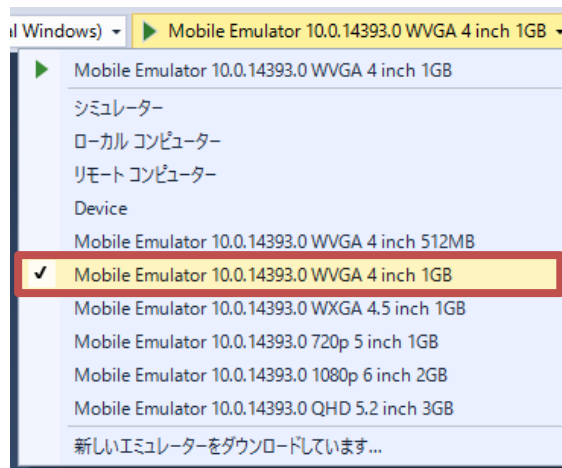 l Windows) Mobile Emulator 10.0.14393.0 WVGA 4 inch 1GB
Mobile Emulator 10.0.14393.0 WVGA 4 inch 1GB
シミュレーター
ローカル コンピューター
リモート コンピューター
Device
Mobile Emulator 10.0.14393.0 WVGA 4 inch 512MB
Mobile Emulator 10.0.14393.0 WVGA 4 inch 1GB
Mobile Emulator 10.0.14393.0 WXGA 4.5 inch 1GB
Mobile Emulator 10.0.14393.0 720p 5 inch 1GB
Mobile Emulator 10.0.14393.0 1080p 6 inch 2GB
Mobile Emulator 10.0.14393.0 QHD 5.2 inch 3GB
新しいエミュレーターをダウンロードしています...